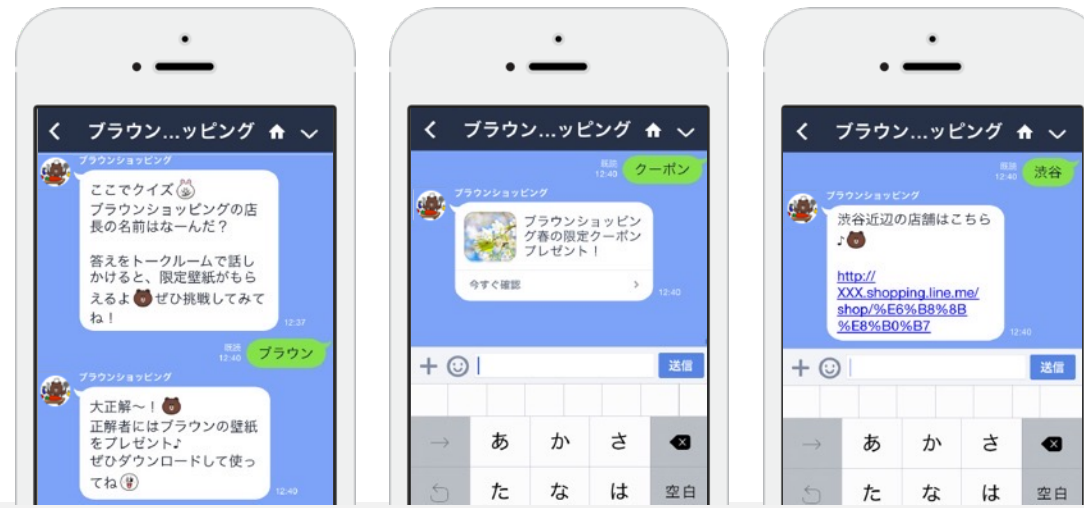 ブラウン...ッピング
ブラウンショッピング
ここでクイズ
ブラウンショッピングの店
長の名前はなーんだ？
答えをトークルームで話し
かけると、限定壁紙がもら
えるよ ぜひ挑戦してみて
ね！
12:37
既読
12:40
ブラウン
ブラウンショッピング
大正解〜！
正解者にはブラウンの壁紙
をプレゼント♪
ぜひダウンロードして使っ
てね
12:40
ブラウン...ッピング
既読
12:40
クーポン
ブラウンショッピング
ブラウンショッピン
グ春の限定クーポン
プレゼント！
今すぐ確認
12:40
送信
あ か さ
た な は 空白
ブラウン...ッピング
既読
12:40
渋谷
ブラウンショッピング
渋谷近辺の店舗はこちら
♪
http://
XXX.shopping.line.me/
shop/%E6%B8%8B
%E8%B0%B7
12:40
送信
あ か さ
た な は 空白